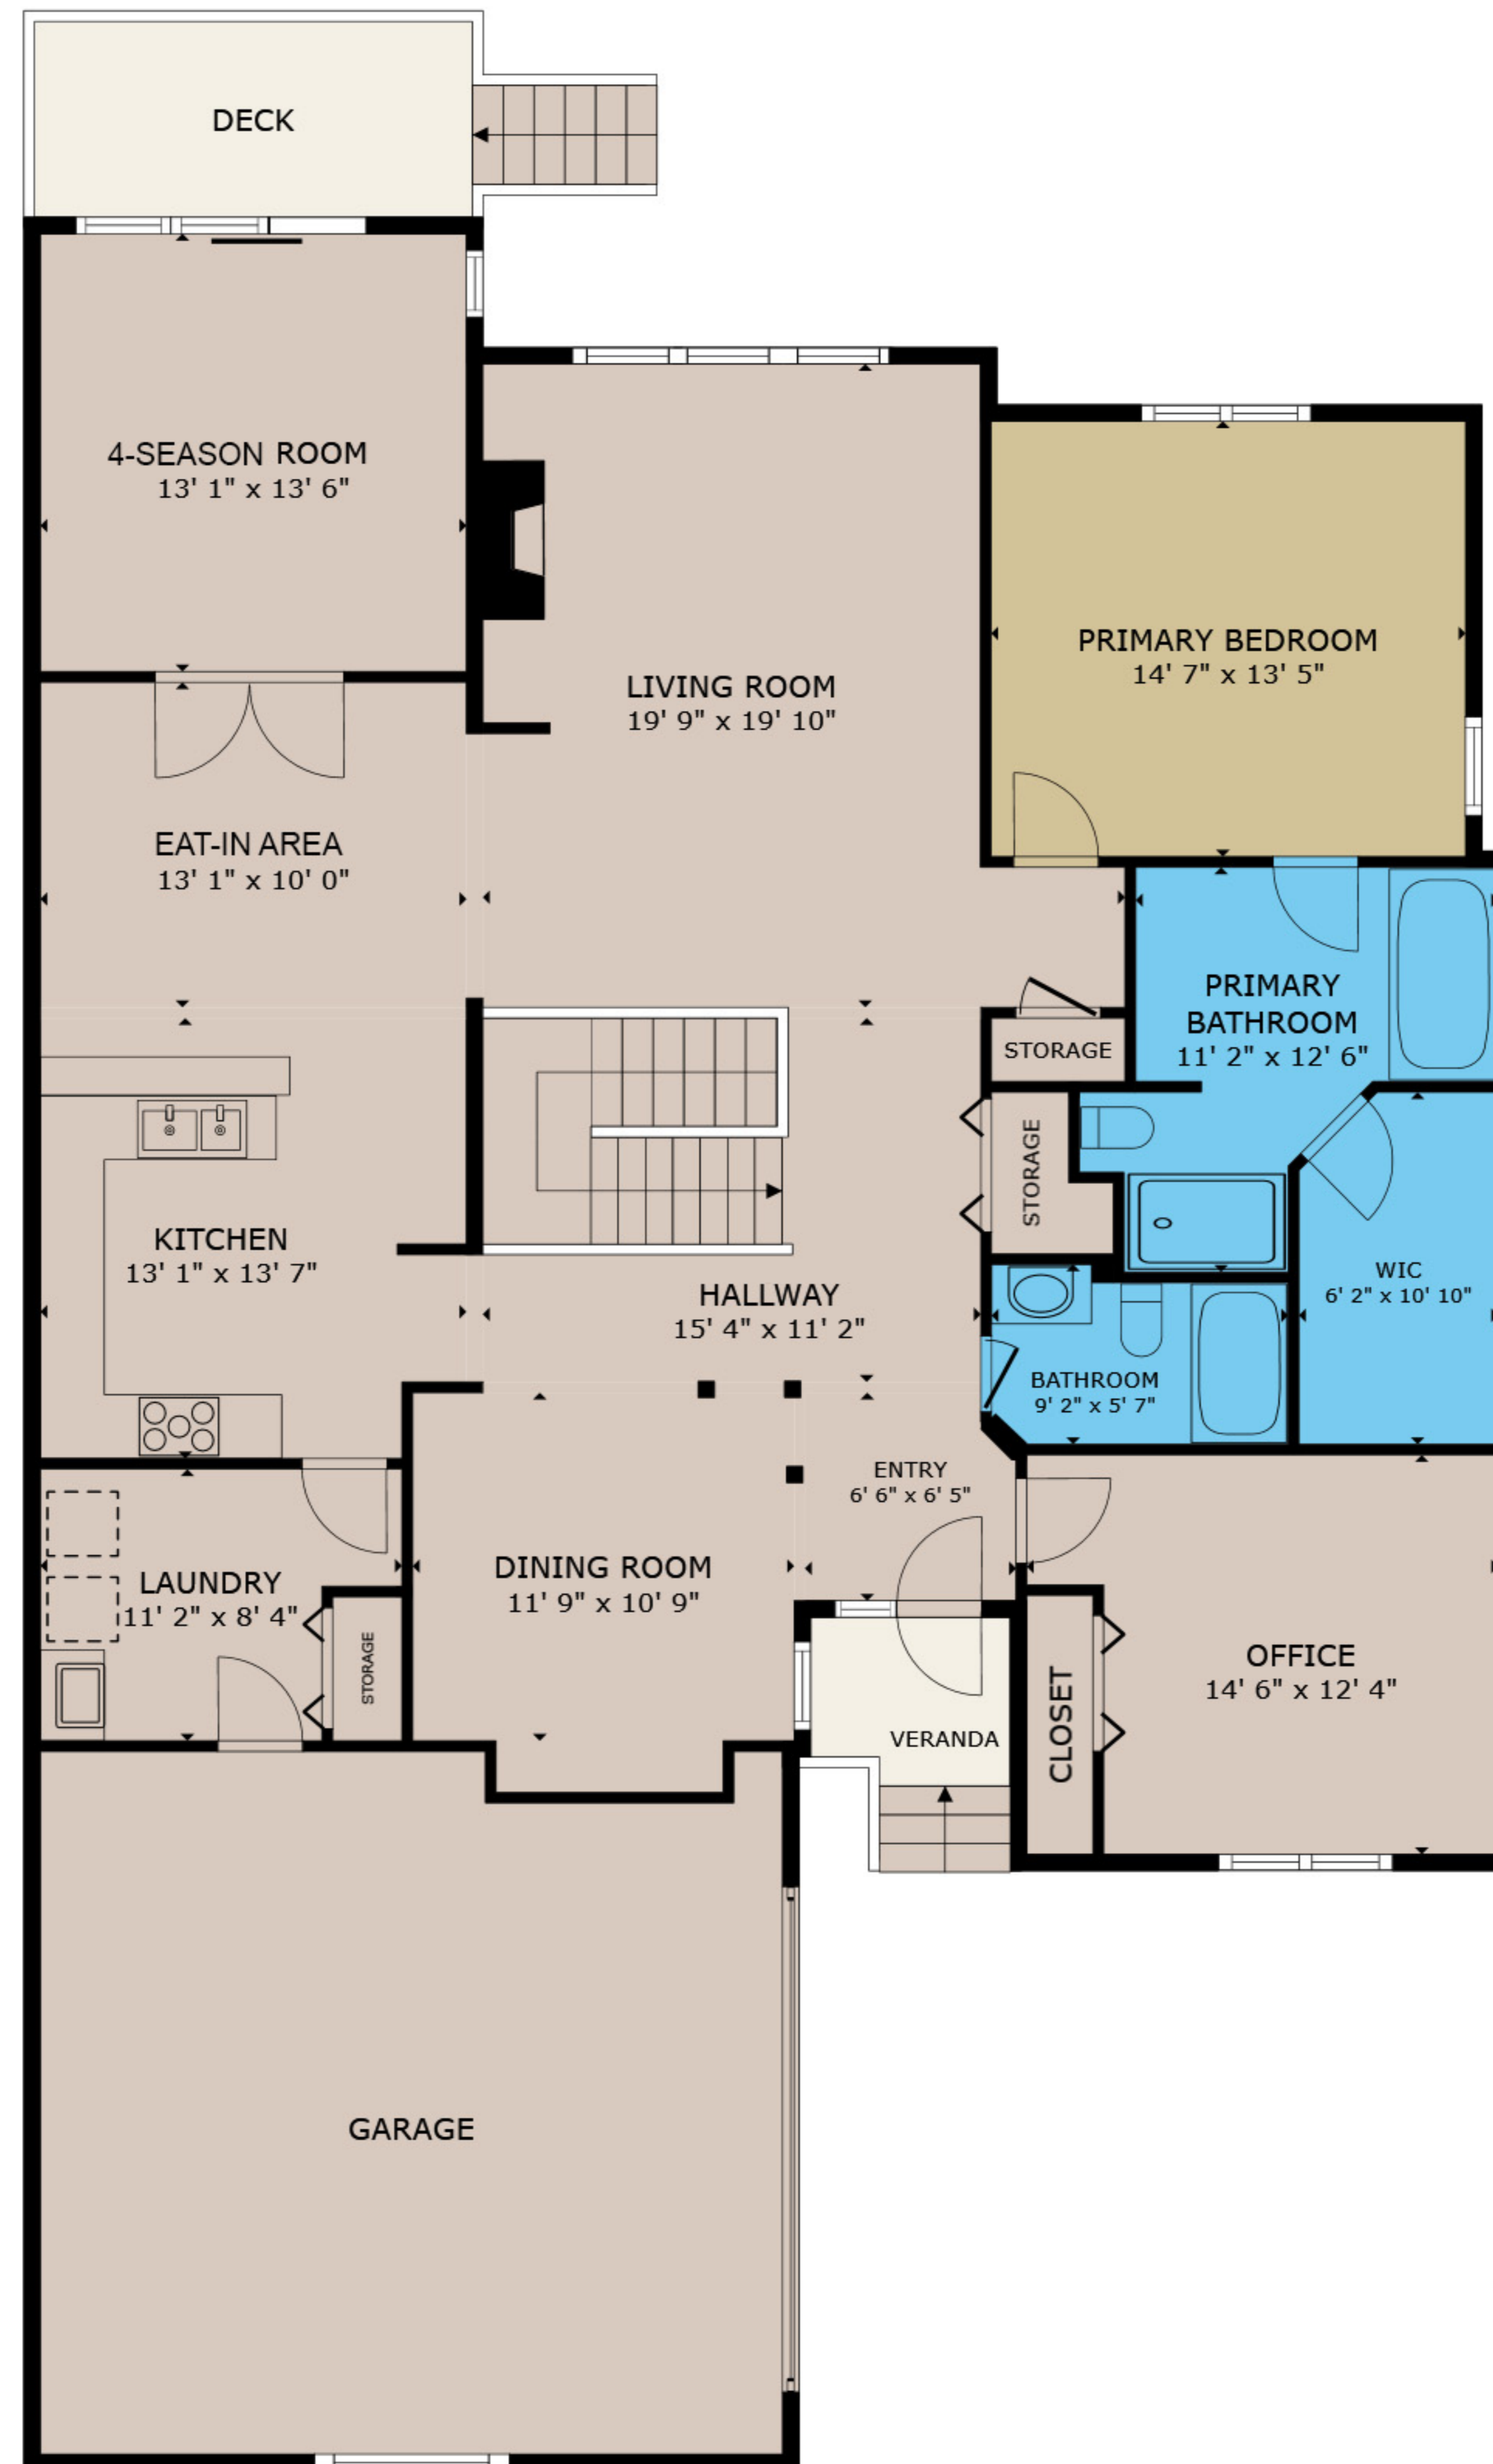 DECK
4-SEASON ROOM
13' 1" x 13' 6"
LIVING ROOM
19' 9" x 19' 10"
PRIMARY BEDROOM
14' 7" x 13' 5"
EAT-IN AREA
13' 1" x 10' 0"
PRIMARY
BATHROOM
11' 2" x 12' 6"
STORAGE
STORAGE
KITCHEN
13' 1" x 13' 7"
HALLWAY
15' 4" x 11' 2"
WIC
6' 2" x 10' 10"
BATHROOM
9' 2" x 5' 7"
ENTRY
6' 6" x 6' 5"
LAUNDRY
11' 2" x 8' 4"
STORAGE
DINING ROOM
11' 9" x 10' 9"
OFFICE
14' 6" x 12' 4"
CLOSET
VERANDA
GARAGE